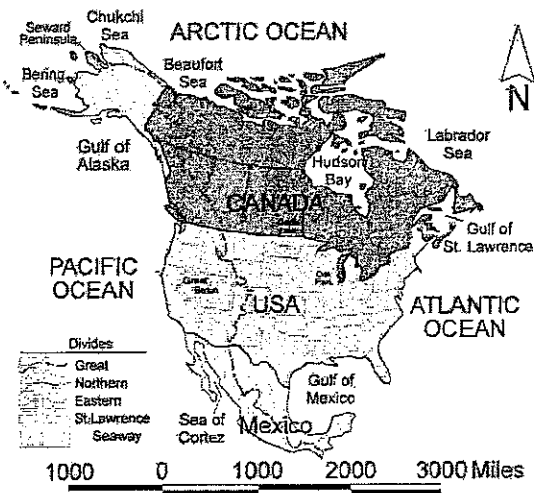 Chukchi
Sea
ARCTIC OCEAN
Seward
Peninsula
Bering
Sea
Beaufort
Sea
N
Gulf of
Alaska
Hudson
Bay
Labrador
Sea
CANADA
Gulf of
St. Lawrence
PACIFIC
OCEAN
Great
Basin
USA
ATLANTIC
OCEAN
Divides
Great
Northern
Eastern
St.Lawrence
Seaway
Gulf of
Mexico
Sea of
Cortez
Mexico
1000 0 1000 2000 3000 Miles